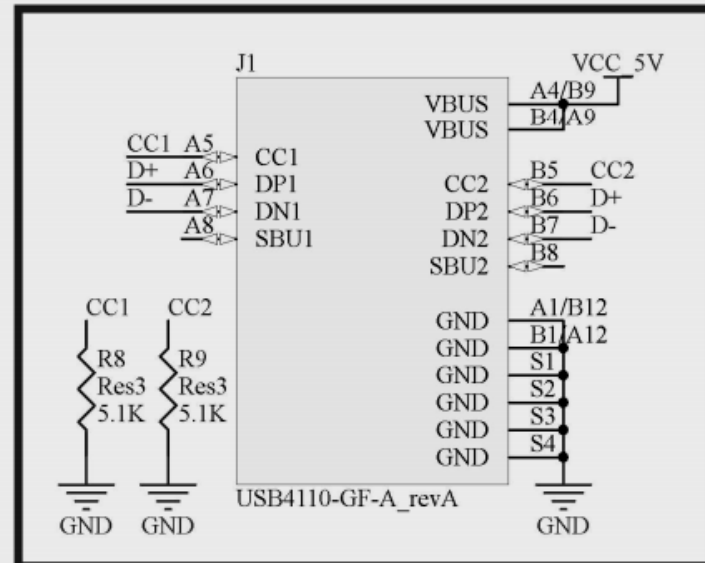 J1
VCC_5V
VBUS A4/B9
VBUS B4/A9
CC1 A5 CC1
D+ A6 DP1
D- A7 DN1
A8 SBU1
CC2 B5 CC2
DP2 B6 D+
DN2 B7 D-
SBU2 B8
GND A1/B12
GND B1/A12
GND S1
GND S2
GND S3
GND S4
CC1
R8
Res3
5.1K
GND
CC2
R9
Res3
5.1K
GND
USB4110-GF-A_revA
GND